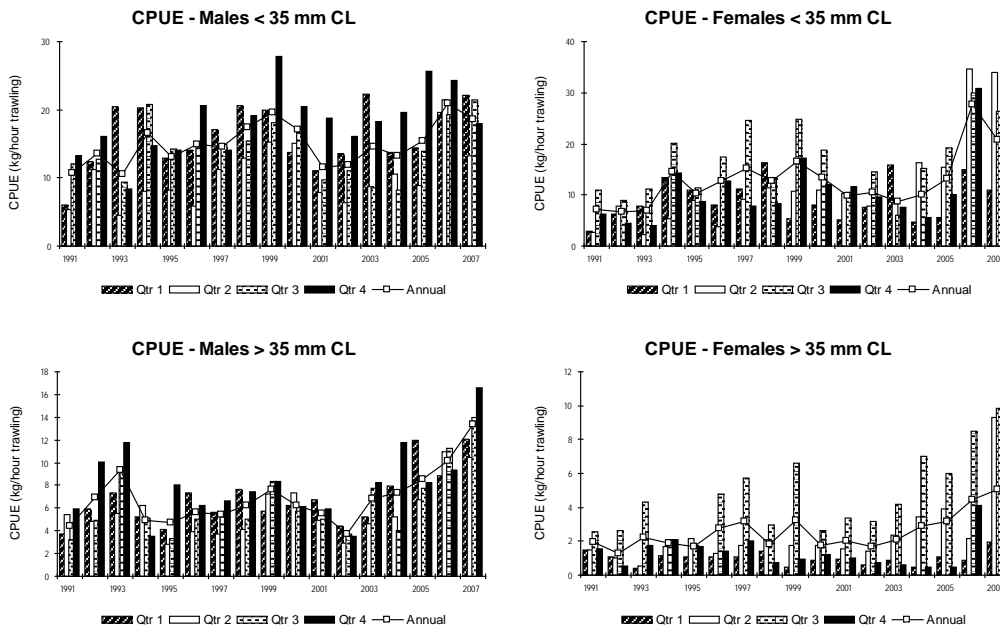 CPUE - Males < 35 mm CL
CPUE (kg/hour trawling)
30
20
10
0
1991 1993 1995 1997 1999 2001 2003 2005 2007
Qtr 1 Qtr 2 Qtr 3 Qtr 4 Annual
CPUE - Females < 35 mm CL
CPUE (kg/hour trawling)
40
30
20
10
0
1991 1993 1995 1997 1999 2001 2003 2005 200
Qtr 1 Qtr 2 Qtr 3 Qtr 4 Annual
CPUE - Males > 35 mm CL
CPUE (kg/hour trawling)
18
16
14
12
10
8
6
4
2
0
1991 1993 1995 1997 1999 2001 2003 2005 2007
Qtr 1 Qtr 2 Qtr 3 Qtr 4 Annual
CPUE - Females > 35 mm CL
CPUE (kg/hour trawling)
12
10
8
6
4
2
0
1991 1993 1995 1997 1999 2001 2003 2005 200
Qtr 1 Qtr 2 Qtr 3 Qtr 4 Annual